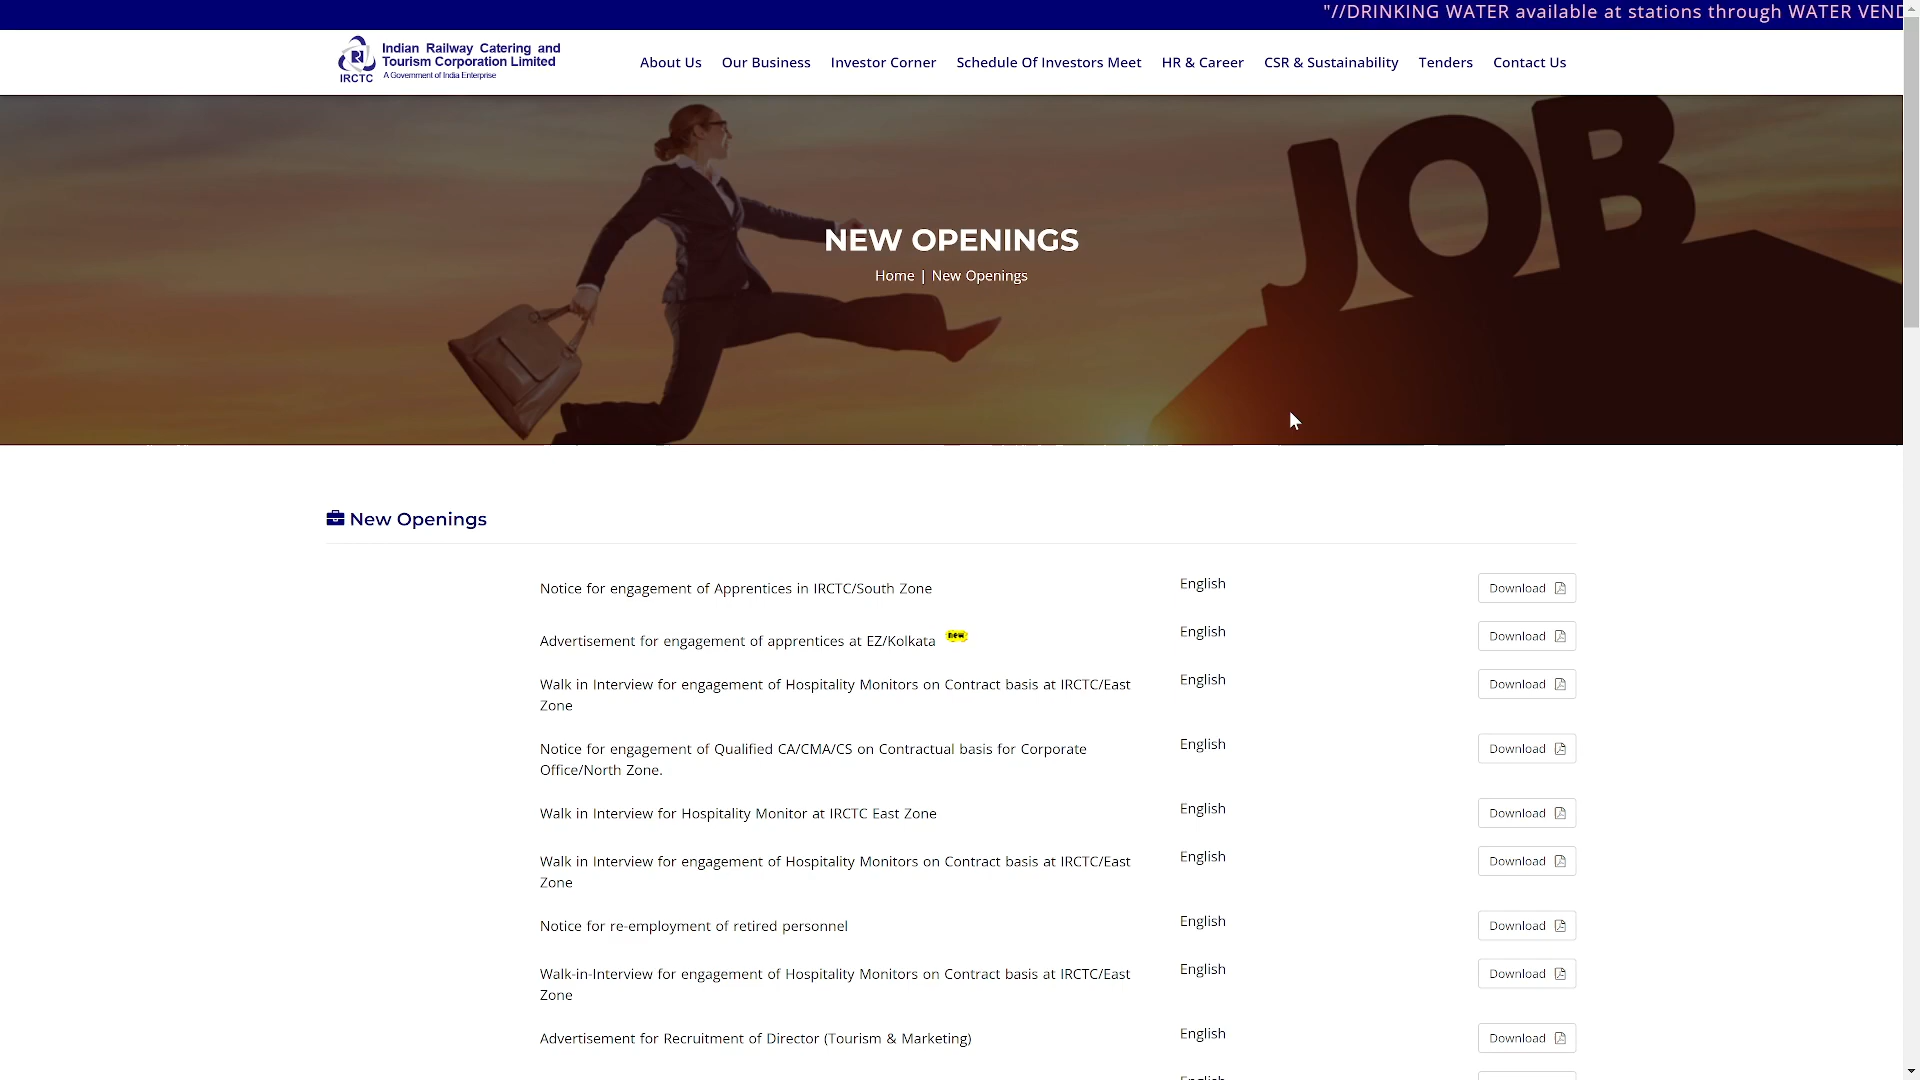 "//DRINKING WATER available at stations through WATER VEND
Indian Railway Catering and
Tourism Corporation Limited
A Government of India Enterprise
IRCTC
About Us
Our Business
Investor Corner
Schedule Of Investors Meet
HR & Career
CSR & Sustainability
Tenders
Contact Us
JOB
NEW OPENINGS
Home | New Openings
New Openings
Notice for engagement of Apprentices in IRCTC/South Zone
English
Download
Advertisement for engagement of apprentices at EZ/Kolkata new
English
Download
Walk in Interview for engagement of Hospitality Monitors on Contract basis at IRCTC/East
Zone
English
Download
Notice for engagement of Qualified CA/CMA/CS on Contractual basis for Corporate
Office/North Zone.
English
Download
Walk in Interview for Hospitality Monitor at IRCTC East Zone
English
Download
Walk in Interview for engagement of Hospitality Monitors on Contract basis at IRCTC/East
Zone
English
Download
Notice for re-employment of retired personnel
English
Download
Walk-in-Interview for engagement of Hospitality Monitors on Contract basis at IRCTC/East
Zone
English
Download
Advertisement for Recruitment of Director (Tourism & Marketing)
English
Download